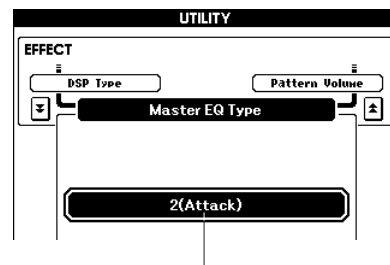 UTILITY
EFFECT
DSP Type
Pattern Volume
Master EQ Type
2(Attack)